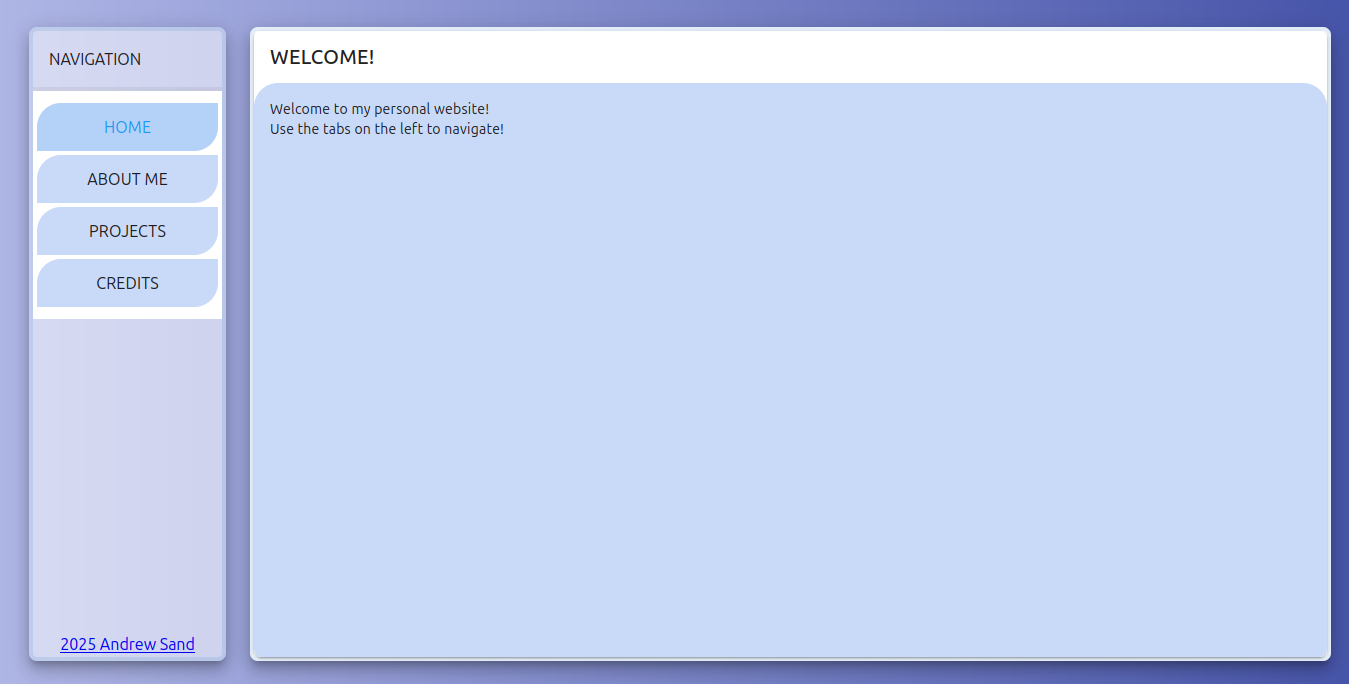 NAVIGATION
HOME
ABOUT ME
PROJECTS
CREDITS
2025 Andrew Sand
WELCOME!
Welcome to my personal website!
Use the tabs on the left to navigate!